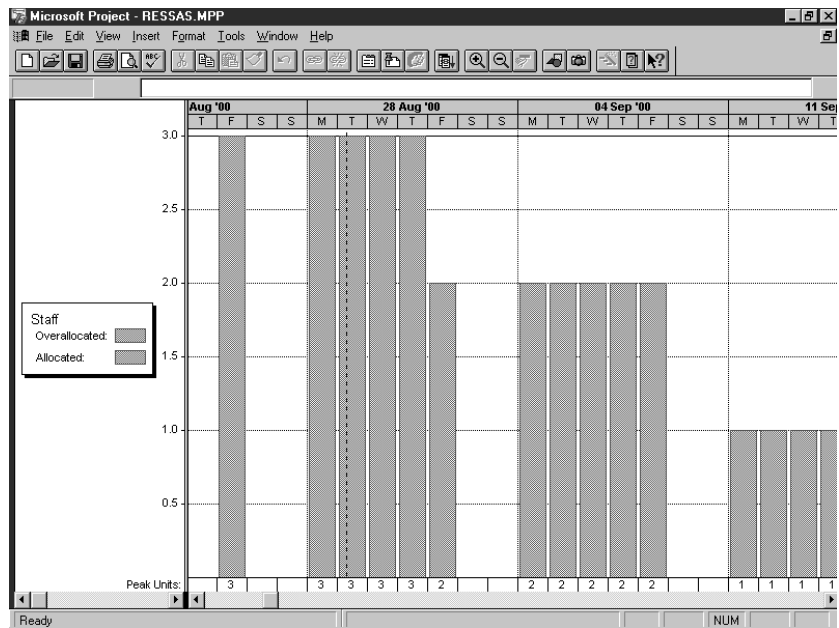 Microsoft Project - RESSAS.MPP
File Edit View Insert Format Tools Window Help
Aug '00 28 Aug '00 04 Sep '00 11 Sep
T F S S M T W T F S S M T W T F S S M T W T
3.0
2.5
2.0
Staff
Overallocated:
Allocated:
1.5
1.0
0.5
Peak Units: 3 3 3 3 3 2 2 2 2 2 2 1 1 1 1
Ready NUM